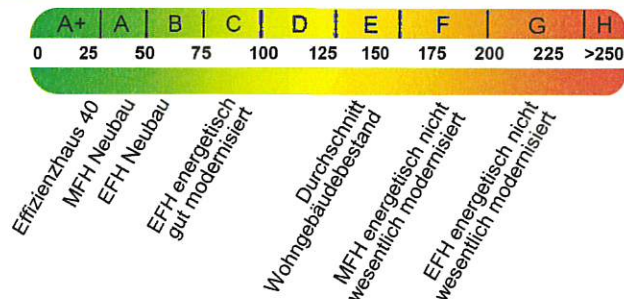 A+ A B C D E F G H
0 25 50 75 100 125 150 175 200 225 >250
Effizienzhaus 40
MFH Neubau
EFH Neubau
EFH energetisch
gut modernisiert
Durchschnitt
Wohngebäudebestand
MFH energetisch nicht
wesentlich modernisiert
EFH energetisch nicht
wesentlich modernisiert